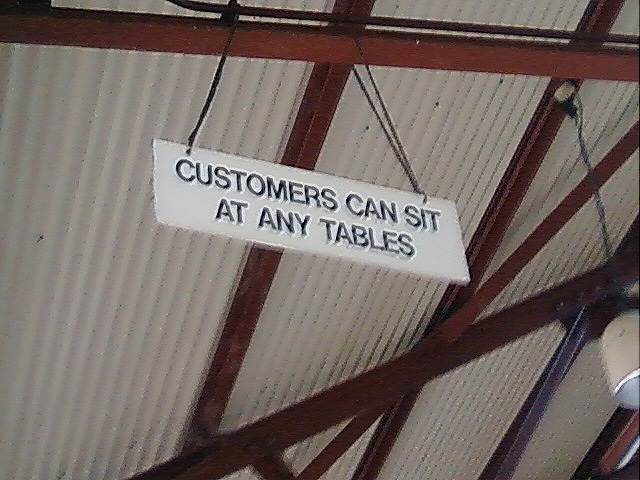 CUSTOMERS CAN SIT
AT ANY TABLES